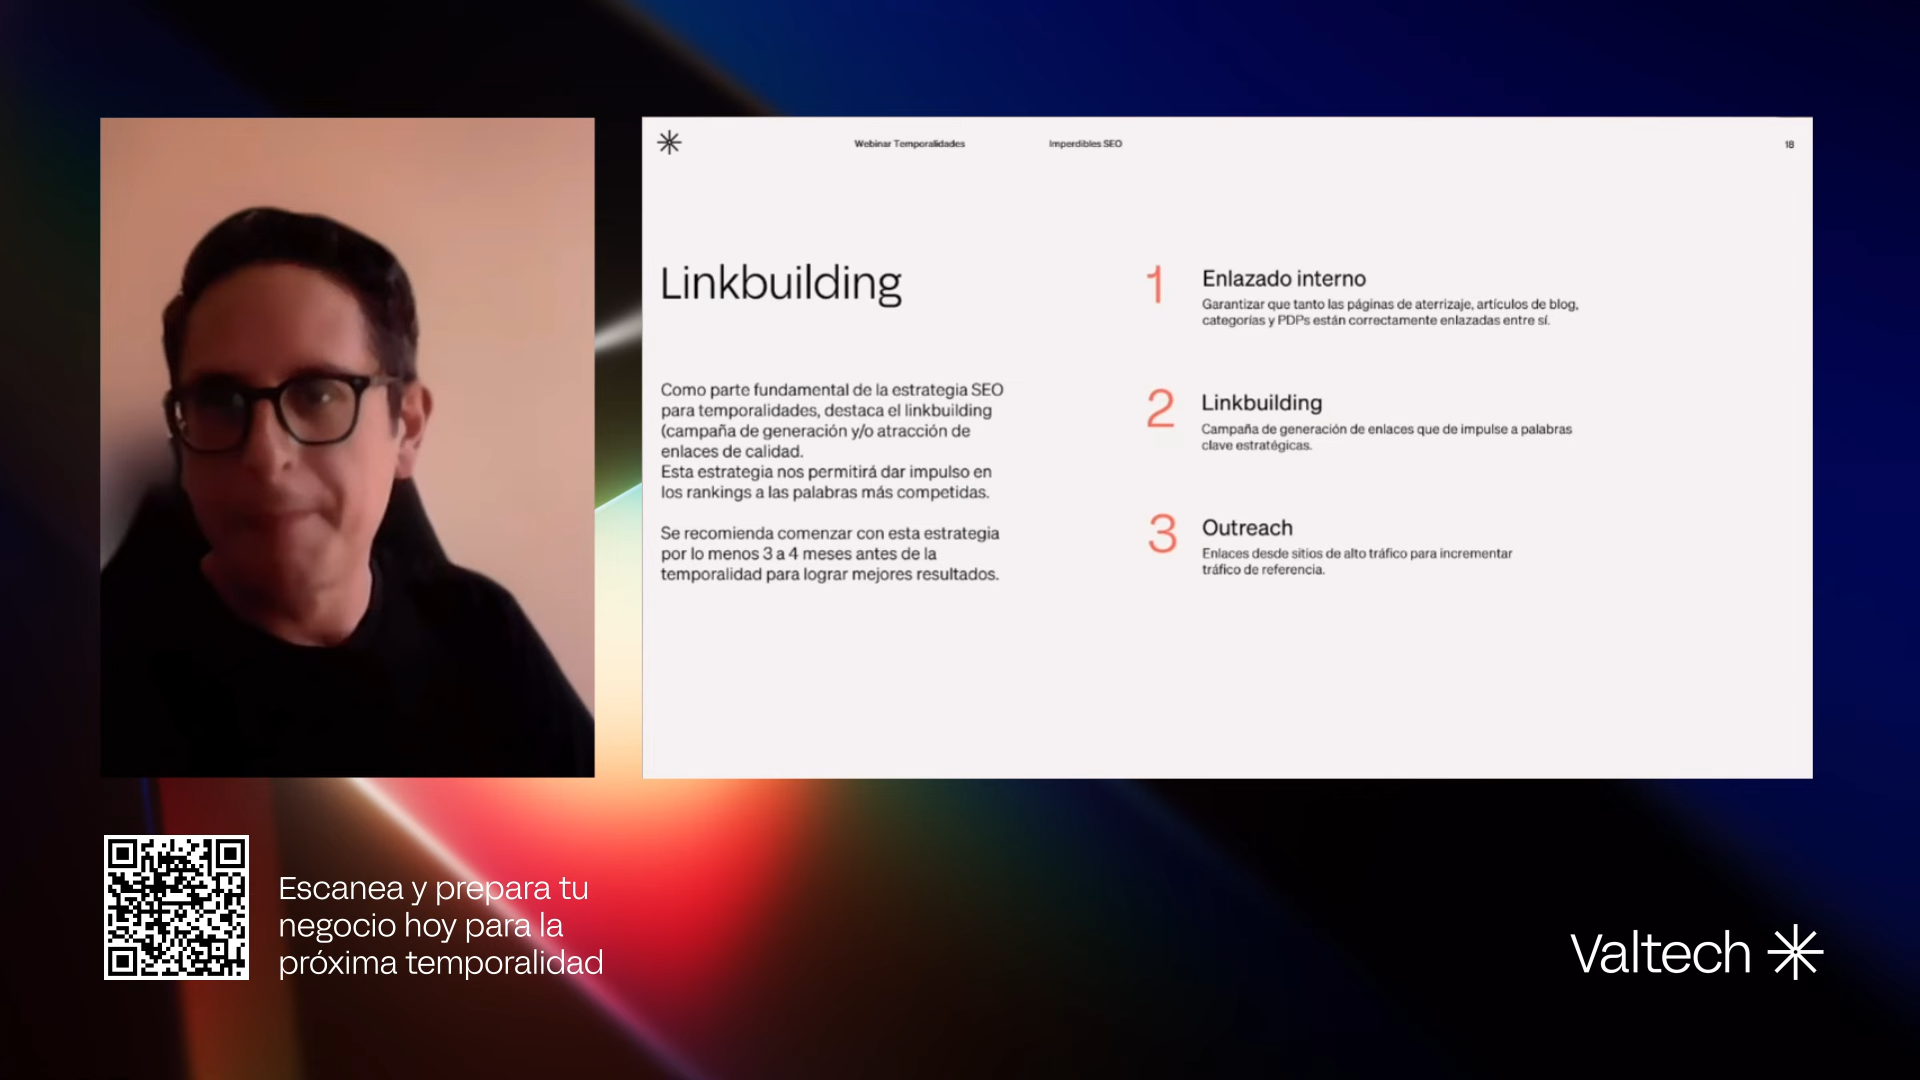 Webinar Temporalidades
Imperdibles SEO
18
Linkbuilding
Como parte fundamental de la estrategia SEO
para temporalidades, destaca el linkbuilding
(campaña de generación y/o atracción de
enlaces de calidad.
Esta estrategia nos permitirá dar impulso en
los rankings a las palabras más competidas.
Se recomienda comenzar con esta estrategia
por lo menos 3 a 4 meses antes de la
temporalidad para lograr mejores resultados.
1
Enlazado interno
Garantizar que tanto las páginas de aterrizaje, artículos de blog,
categorías y PDPs están correctamente enlazadas entre sí.
2
Linkbuilding
Campaña de generación de enlaces que de impulse a palabras
clave estratégicas.
3
Outreach
Enlaces desde sitios de alto tráfico para incrementar
tráfico de referencia.
Escanea y prepara tu
negocio hoy para la
próxima temporalidad
Valtech